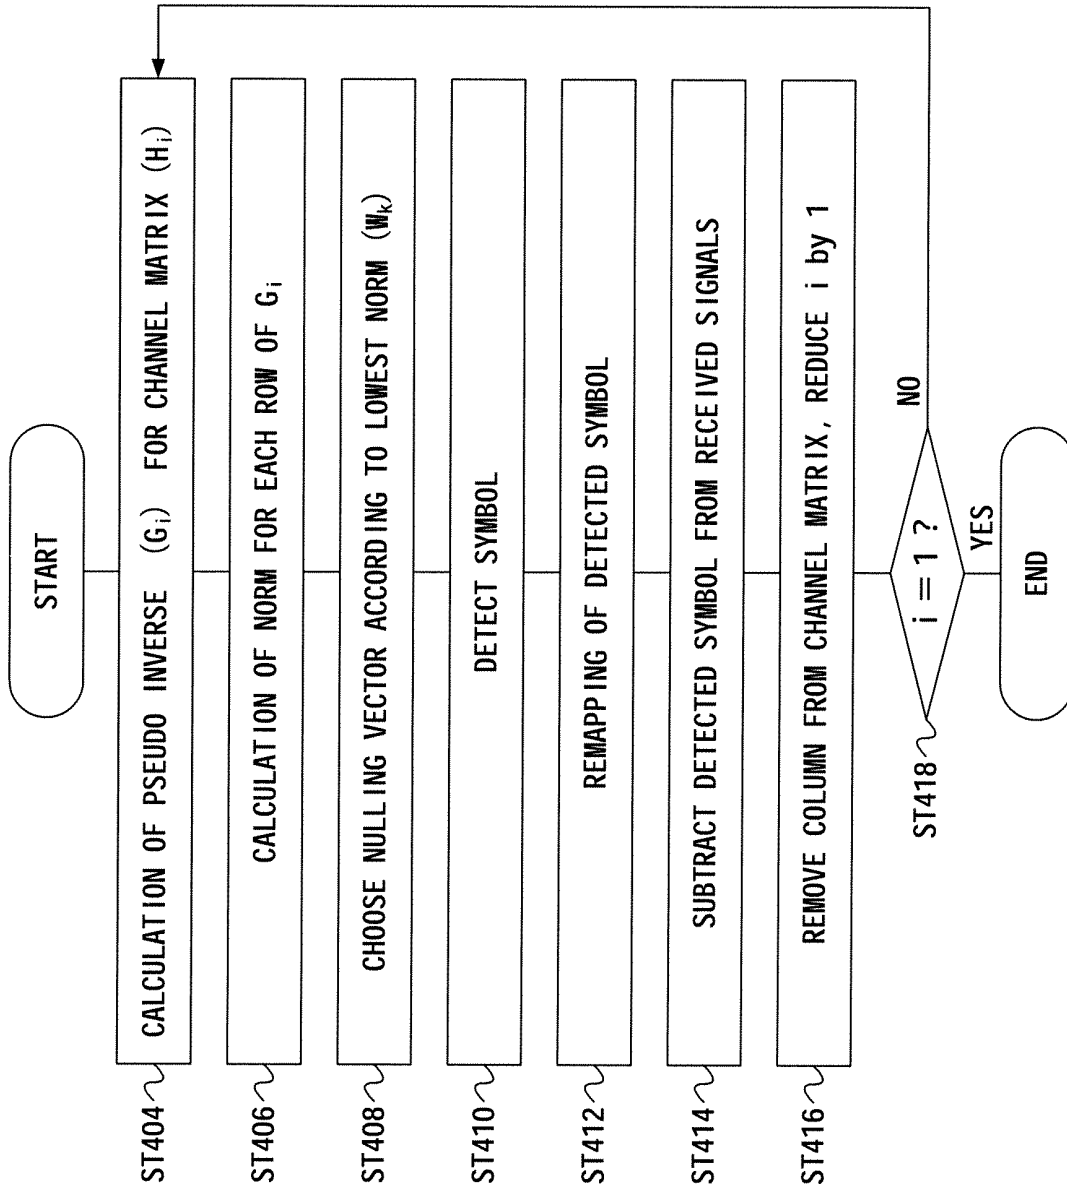 START
ST404 CALCULATION OF PSEUDO INVERSE (Gi) FOR CHANNEL MATRIX (Hi)
ST406 CALCULATION OF NORM FOR EACH ROW OF Gi
ST408 CHOOSE NULLING VECTOR ACCORDING TO LOWEST NORM (Wk)
ST410 DETECT SYMBOL
ST412 REMAPPING OF DETECTED SYMBOL
ST414 SUBTRACT DETECTED SYMBOL FROM RECEIVED SIGNALS
ST416 REMOVE COLUMN FROM CHANNEL MATRIX, REDUCE i by 1
ST418 i = 1 ? NO
YES
END